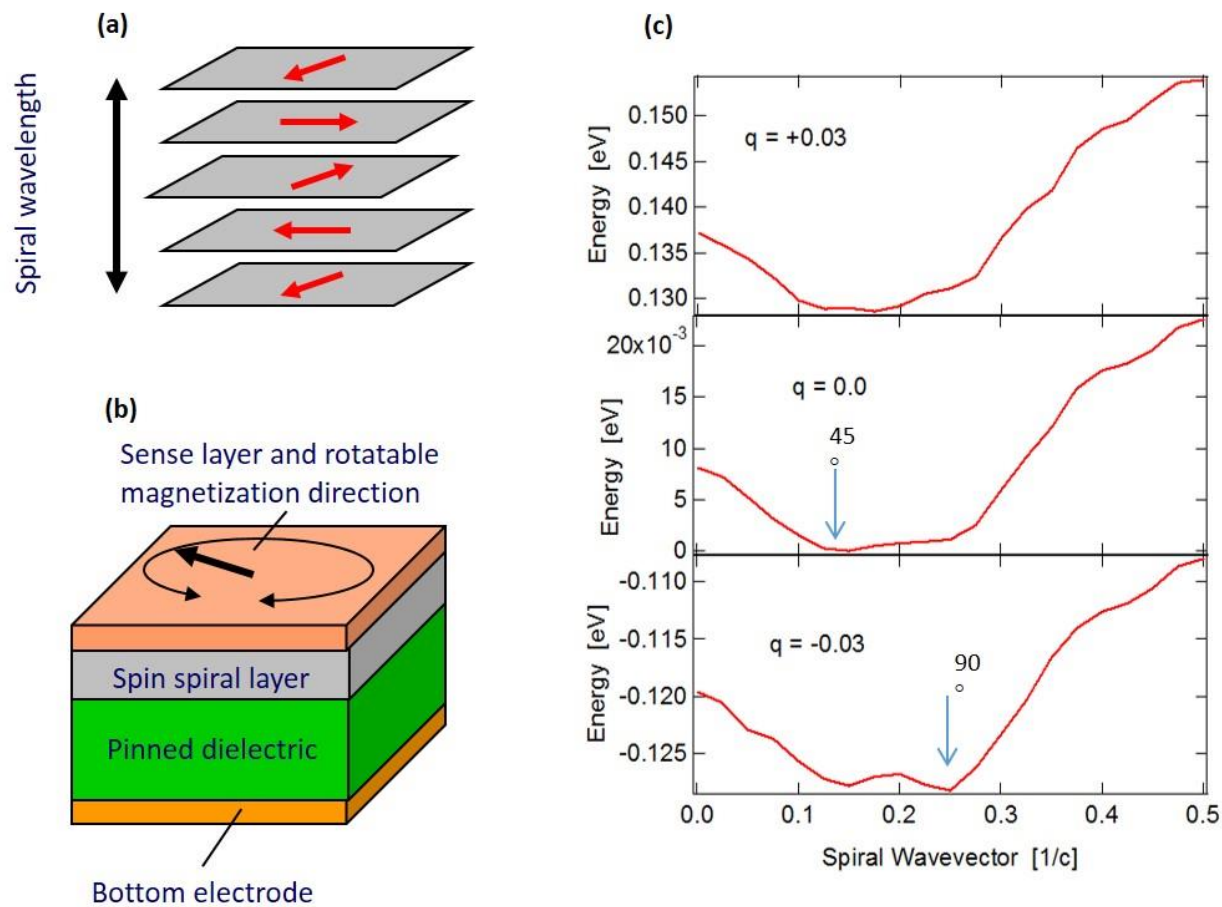 (a)
Spiral wavelength
(b)
Sense layer and rotatable
magnetization direction
Spin spiral layer
Pinned dielectric
Bottom electrode
(c)
Energy [eV]
0.150
0.145
0.140
0.135
0.130
q = +0.03
Energy [eV]
20x10⁻³
15
10
5
0
q = 0.0
45
°
Energy [eV]
-0.110
-0.115
-0.120
-0.125
q = -0.03
90
°
0.0 0.1 0.2 0.3 0.4 0.5
Spiral Wavevector [1/c]